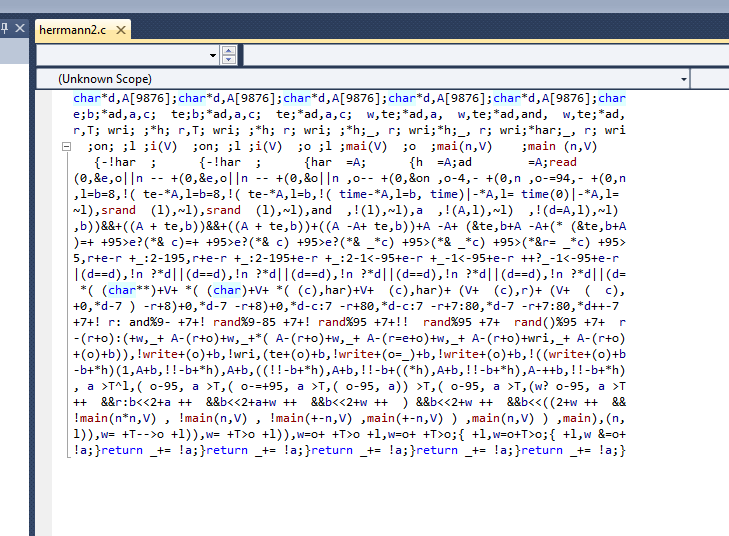 herrmann2.c
(Unknown Scope)
char*d,A[9876];char*d,A[9876];char*d,A[9876];char*d,A[9876];char*d,A[9876];char
e;b;*ad,a,c;  te;b;*ad,a,c;  te;*ad,a,c;  w,te;*ad,a,  w,te;*ad,and,  w,te;*ad,
r,T; wri; ;*h; r,T; wri; ;*h; r; wri; ;*h;_, r; wri;*h;_, r; wri;*har;_, r; wri
;on; ;l ;i(V)  ;on; ;l ;i(V) ;o ;l  ;mai(V)  ;o  ;mai(n,V)    ;main (n,V)
{-!har  ;     {-!har  ;     {har  =A;      {h  =A;ad       =A;read
(0,&e,o||n -- +(0,&e,o||n -- +(0,&o||n ,o-- +(0,&on ,o-4,- +(0,n ,o-=94,- +(0,n
,l=b=8,!( te-*A,l=b=8,!( te-*A,l=b,!( time-*A,l=b, time)|-*A,l= time(0)|-*A,l=
~l),srand  (l),~l),srand  (l),~l),and  ,!(l),~l),a  ,!(A,l),~l)  ,!(d=A,l),~l)
,b))&&+((A + te,b))&&+((A + te,b))+((A -A+ te,b))+A -A+ (&te,b+A -A+(* (&te,b+A
)=+ +95>e?(*& c)=+ +95>e?(*& c) +95>e?(*& _*c) +95>(*& _*c) +95>(*&r= _*c) +95>
5,r+e-r +_:2-195,r+e-r +_:2-195+e-r +_:2-1<-95+e-r +_-1<-95+e-r ++?_-1<-95+e-r
|(d==d),!n ?*d||(d==d),!n ?*d||(d==d),!n ?*d||(d==d),!n ?*d||(d==d),!n ?*d||(d=
*( (char**)+V+ *( (char)+V+ *( (c),har)+V+  (c),har)+ (V+  (c),r)+ (V+  (  c),
+0,*d-7 ) -r+8)+0,*d-7 -r+8)+0,*d-c:7 -r+80,*d-c:7 -r+7:80,*d-7 -r+7:80,*d++-7
+7+! r: and%9- +7+! rand%9-85 +7+! rand%95 +7+!!  rand%95 +7+  rand()%95 +7+  r
-(r+o):(+w,_+ A-(r+o)+w,_+*( A-(r+o)+w,_+ A-(r=e+o)+w,_+ A-(r+o)+wri,_+ A-(r+o)
+(o)+b)),!write+(o)+b,!wri,(te+(o)+b,!write+(o=_)+b,!write+(o)+b,!((write+(o)+b
-b+*h)(1,A+b,!!-b+*h),A+b,((!!-b+*h),A+b,!!-b+((*h),A+b,!!-b+*h),A-++b,!!-b+*h)
, a >T^l,( o-95, a >T,( o-=+95, a >T,( o-95, a)) >T,( o-95, a >T,(w? o-95, a >T
++  &&r:b<<2+a ++  &&b<<2+a+w ++  &&b<<2+w ++  ) &&b<<2+w ++  &&b<<((2+w ++  &&
!main(n*n,V) , !main(n,V) , !main(+-n,V) ,main(+-n,V) ) ,main(n,V) ) ,main),(n,
l)),w= +T-->o +l)),w= +T>o +l)),w=o+ +T>o +l,w=o+ +T>o;{ +l,w=o+T>o;{ +l,w &=o+
!a;}return _+= !a;}return _+= !a;}return _+= !a;}return _+= !a;}return _+= !a;}